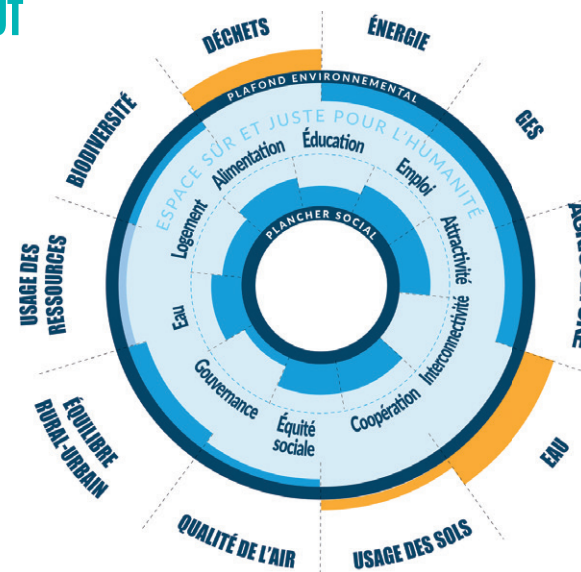 UT
DÉCHETS
ÉNERGIE
GES
EAU
USAGE DES SOLS
QUALITÉ DE L'AIR
ÉQUILIBRE
RURAL-URBAIN
USAGE DES
RESSOURCES
BIODIVERSITÉ
PLAFOND ENVIRONNEMENTAL
ESPACE SÛR ET JUSTE POUR L'HUMANITÉ
Éducation
Emploi
Attractivité
Interconnectivité
Coopération
Équité
sociale
Gouvernance
Eau
Logement
Alimentation
PLANCHER SOCIAL